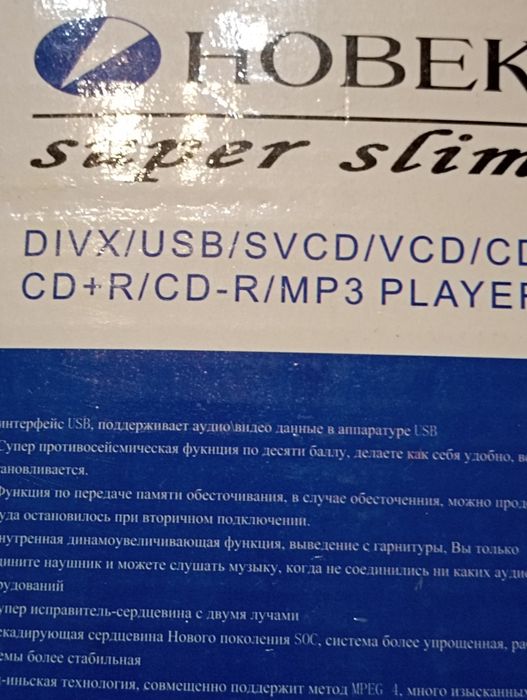 НОВЕК
super slim
DIVX/USB/SVCD/VCD/CD
CD+R/CD-R/MP3 PLAYER
интерфейс USB, поддерживает аудио\видео данные в аппаратуре USB
Супер противосейсмическая фукнция по десяти баллу, делаете как себя удобно, в
ановливается.
Функция по передаче памяти обесточивания, в случае обесточенния, можно прод
уда остановилось при вторичном подключении.
нутренная динамоувеличивающая функция, выведение с гарнитуры, Вы только
дините наушник и можете слушать музыку, когда не соединились ни каких аудио
рудований
упер исправитель-сердцевина с двумя лучами
екадирующая сердцевина Нового поколения SOC, система более упрощенная, ра
емы более стабильная
-иньская технология, совмещенно поддержит метод MPEG 4, много изысканных